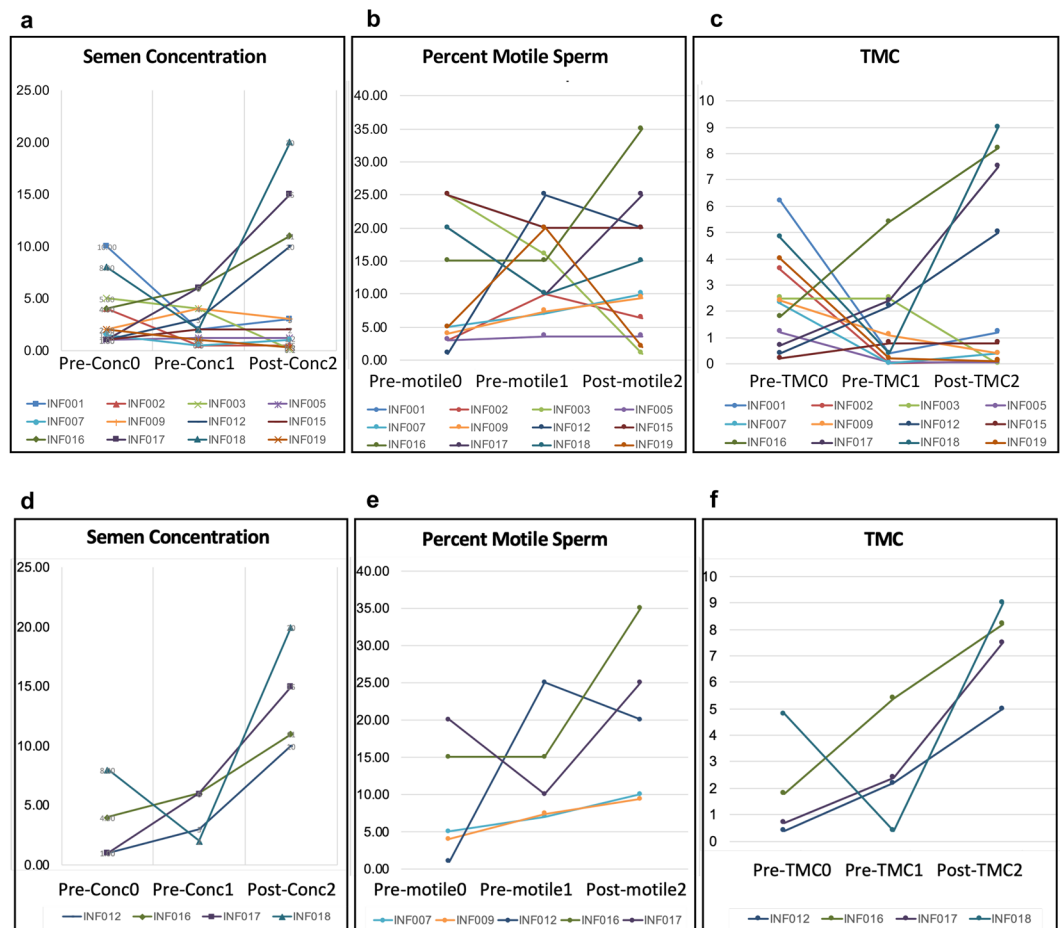 a
Semen Concentration
25.00
20.00
15.00
10.00
5.00
0.00
Pre-Conc0 Pre-Conc1 Post-Conc2
INF001 INF002 INF003 INF005
INF007 INF009 INF012 INF015
INF016 INF017 INF018 INF019
b
Percent Motile Sperm
40.00
35.00
30.00
25.00
20.00
15.00
10.00
5.00
0.00
Pre-motile0 Pre-motile1 Post-motile2
INF001 INF002 INF003 INF005
INF007 INF009 INF012 INF015
INF016 INF017 INF018 INF019
c
TMC
10
9
8
7
6
5
4
3
2
1
0
Pre-TMC0 Pre-TMC1 Post-TMC2
INF001 INF002 INF003 INF005
INF007 INF009 INF012 INF015
INF016 INF017 INF018 INF019
d
Semen Concentration
25.00
20.00
15.00
10.00
5.00
0.00
Pre-Conc0 Pre-Conc1 Post-Conc2
INF012 INF016 INF017 INF018
e
Percent Motile Sperm
40.00
35.00
30.00
25.00
20.00
15.00
10.00
5.00
0.00
Pre-motile0 Pre-motile1 Post-motile2
INF007 INF009 INF012 INF016 INF017
f
TMC
10
9
8
7
6
5
4
3
2
1
0
Pre-TMC0 Pre-TMC1 Post-TMC2
INF012 INF016 INF017 INF018